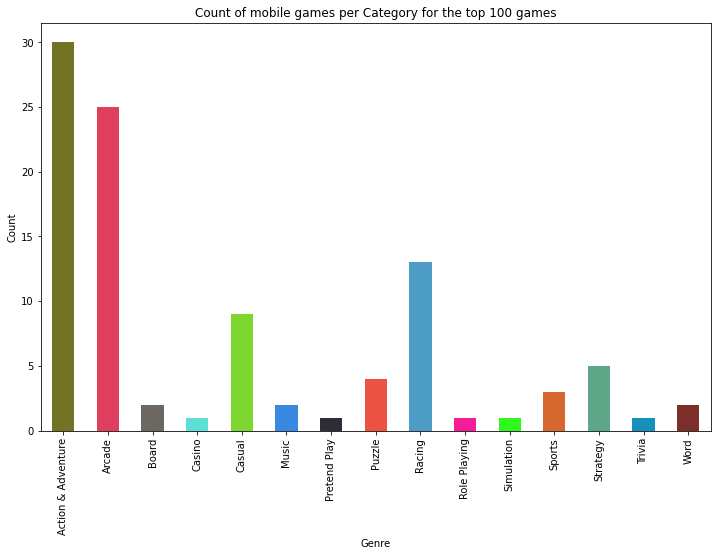 Count of mobile games per Category for the top 100 games
30
25
20
15
10
5
0
Count
Action & Adventure
Arcade
Board
Casino
Casual
Music
Pretend Play
Puzzle
Racing
Role Playing
Simulation
Sports
Strategy
Trivia
Word
Genre